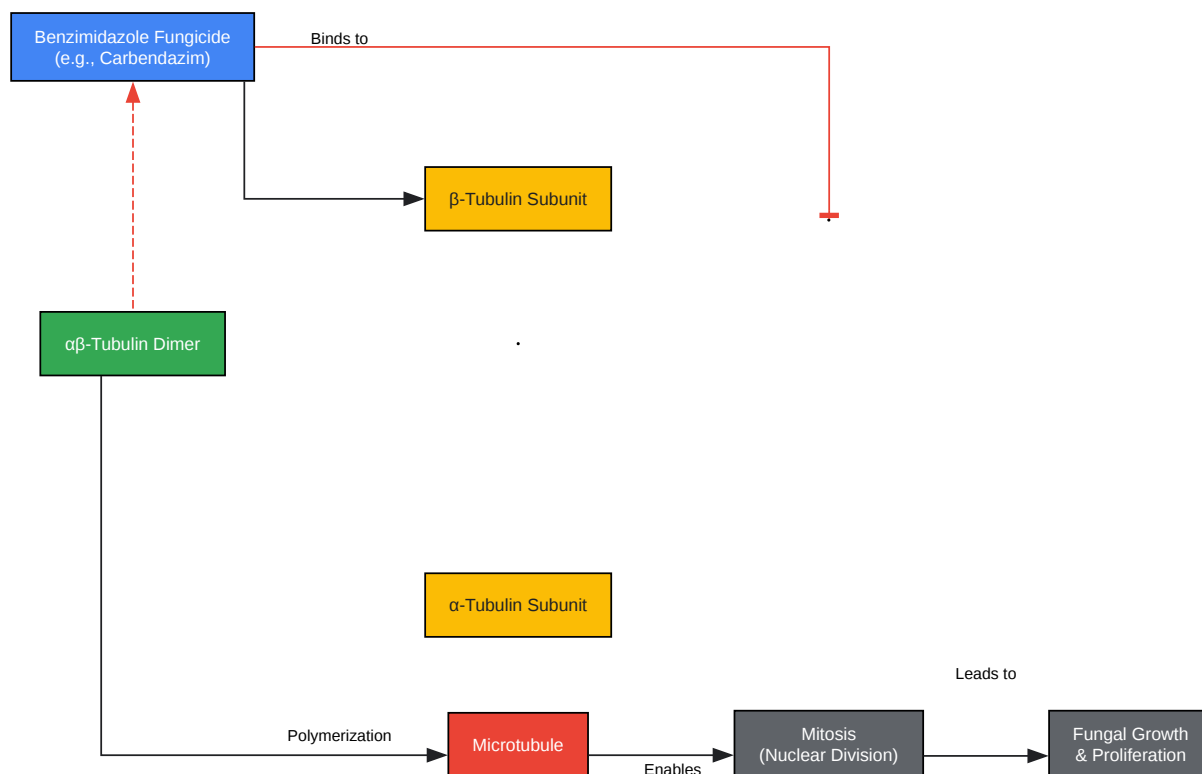 Benzimidazole Fungicide
(e.g., Carbendazim)
Binds to
β-Tubulin Subunit
αβ-Tubulin Dimer
α-Tubulin Subunit
Leads to
Polymerization
Microtubule
Enables
Mitosis
(Nuclear Division)
Fungal Growth
& Proliferation